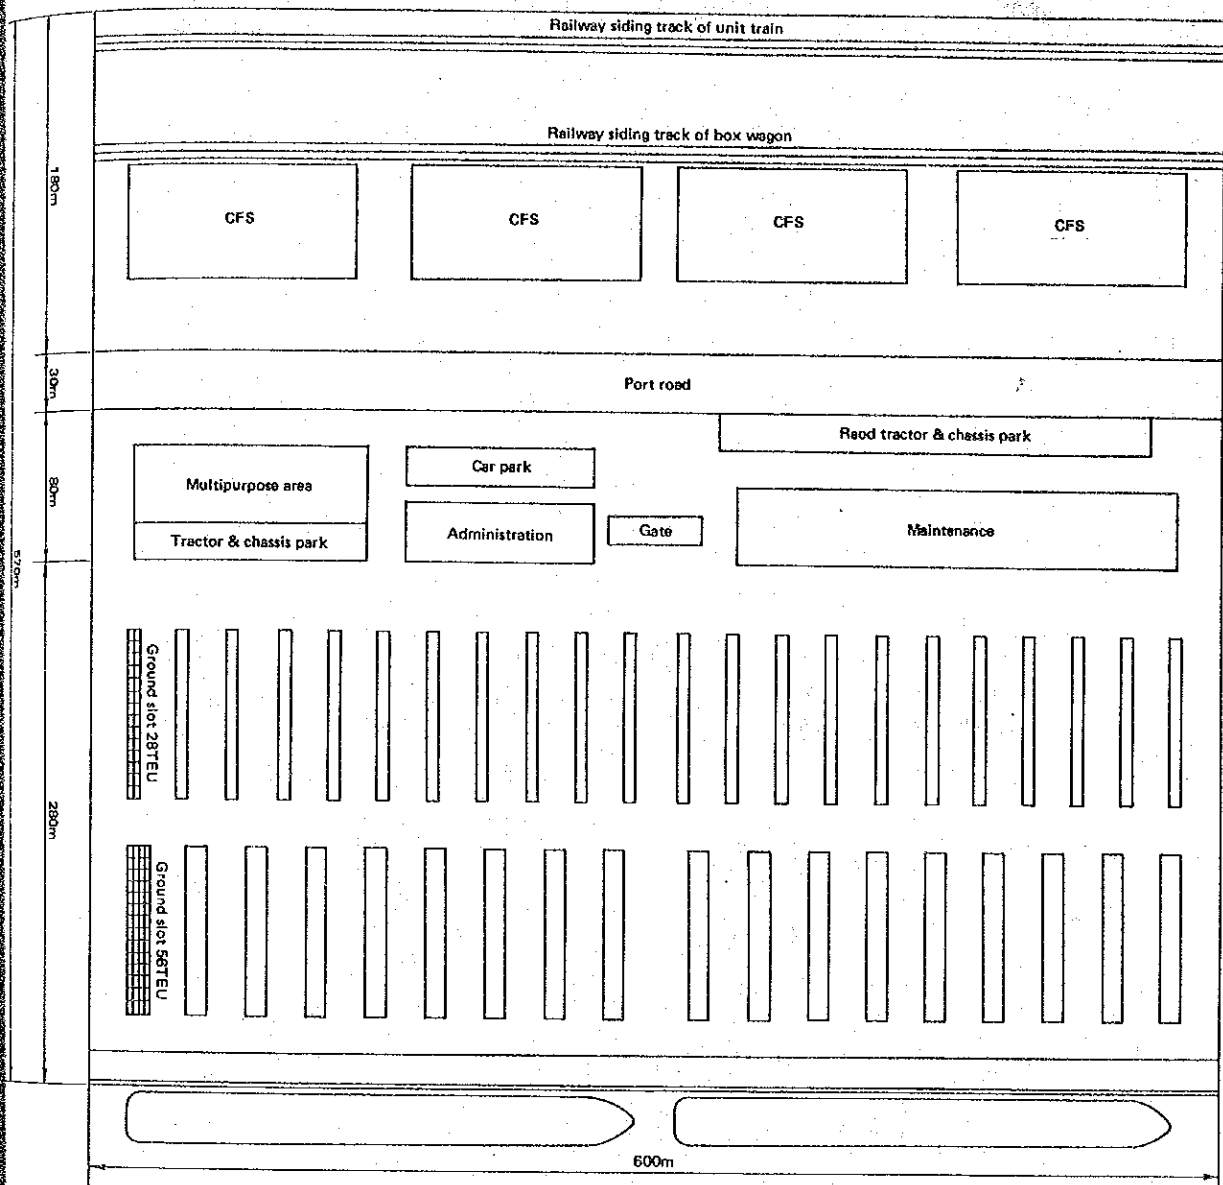 Railway siding track of unit train
Railway siding track of box wagon
180m
CFS
CFS
CFS
CFS
30m
Port road
80m
Raod tractor & chassis park
Car park
Multipurpose area
Administration
Gate
Maintenance
Tractor & chassis park
570m
Ground slot 28TEU
280m
Ground slot 56TEU
600m